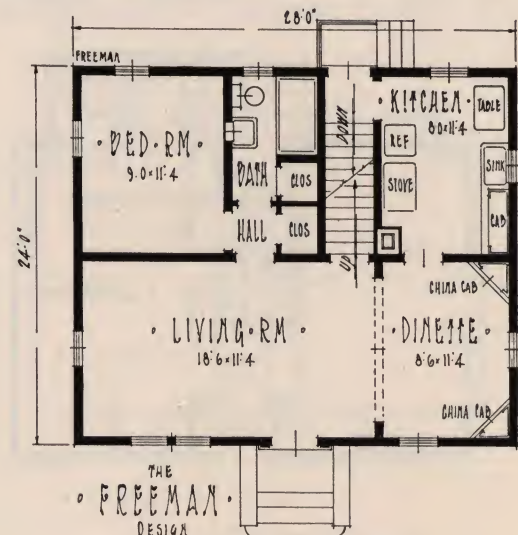 28'·0"
FREEMAN
·KITCHEN·
8·0×11·4
TABLE
REF
STOVE
SINK
CAB
DOWN
UP
·BED·RM·
9·0×11·4
BATH
CLOS
HALL
CLOS
24'·0"
·LIVING·RM·
18·6×11·4
·DINETTE·
8·6×11·4
CHINA CAB
CHINA CAB
THE
·FREEMAN·
DESIGN